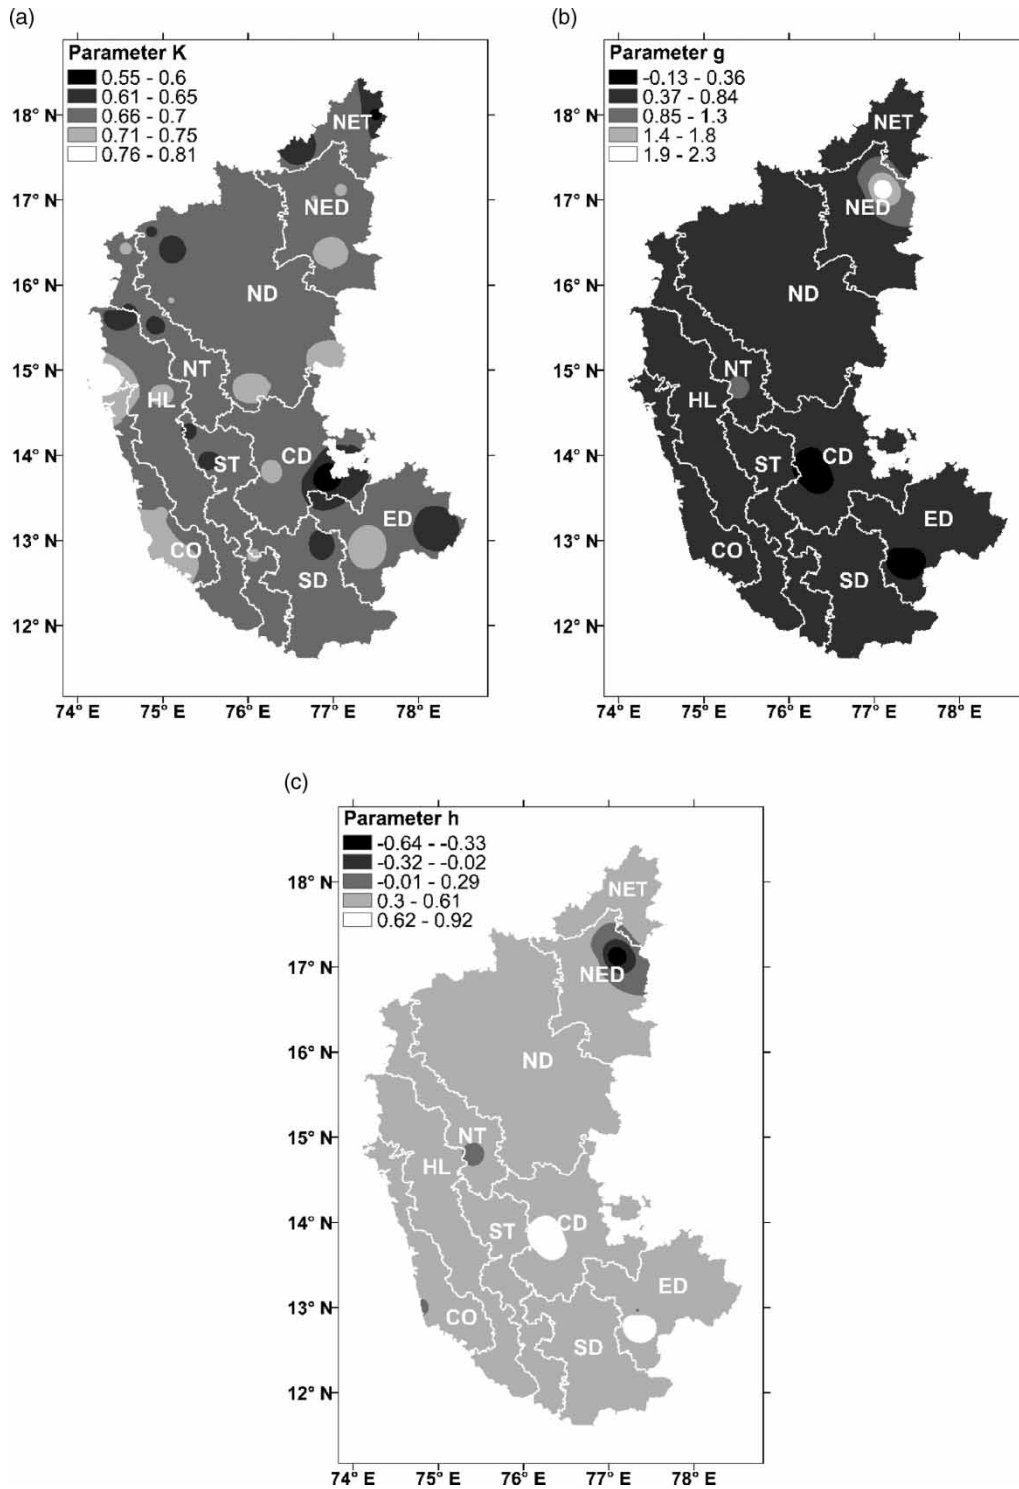 (a)
Parameter K
0.55 - 0.6
0.61 - 0.65
0.66 - 0.7
0.71 - 0.75
0.76 - 0.81
18° N
17° N
16° N
15° N
14° N
13° N
12° N
NET
NED
ND
NT
HL
ST
CD
ED
CO
SD
74° E 75° E 76° E 77° E 78° E
(b)
Parameter g
-0.13 - 0.36
0.37 - 0.84
0.85 - 1.3
1.4 - 1.8
1.9 - 2.3
18° N
17° N
16° N
15° N
14° N
13° N
12° N
NET
NED
ND
NT
HL
ST
CD
ED
CO
SD
74° E 75° E 76° E 77° E 78° E
(c)
Parameter h
-0.64 - -0.33
-0.32 - -0.02
-0.01 - 0.29
0.3 - 0.61
0.62 - 0.92
18° N
17° N
16° N
15° N
14° N
13° N
12° N
NET
NED
ND
NT
HL
ST
CD
ED
CO
SD
74° E 75° E 76° E 77° E 78° E